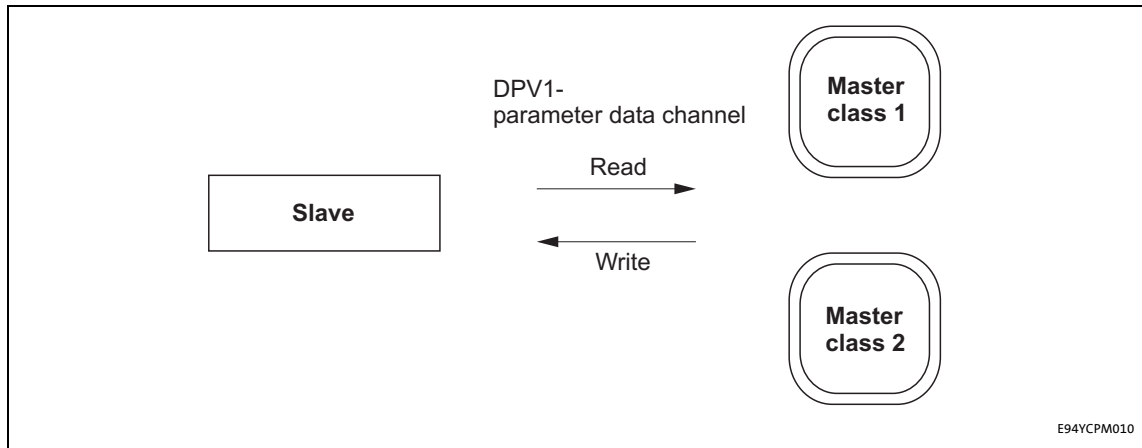 DPV1-
parameter data channel
Read
Write
Slave
Master
class 1
Master
class 2
E94YCPM010